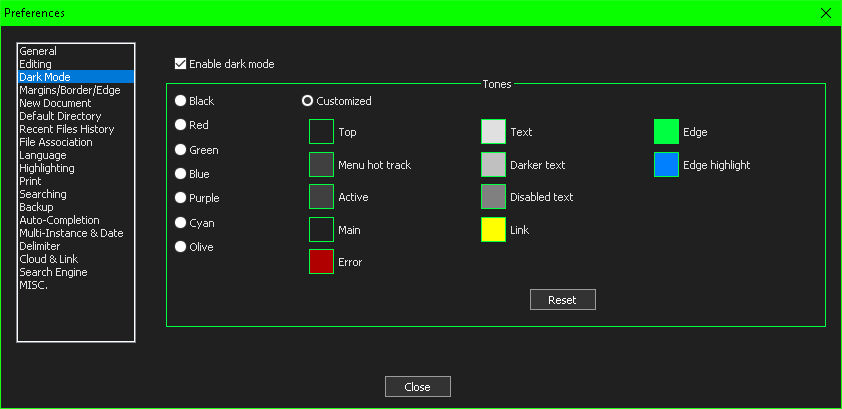 Preferences
General
Editing
Dark Mode
Margins/Border/Edge
New Document
Default Directory
Recent Files History
File Association
Language
Highlighting
Print
Searching
Backup
Auto-Completion
Multi-Instance & Date
Delimiter
Cloud & Link
Search Engine
MISC.
Enable dark mode
Tones
Black
Red
Green
Blue
Purple
Cyan
Olive
Customized
Top
Menu hot track
Active
Main
Error
Text
Darker text
Disabled text
Link
Edge
Edge highlight
Reset
Close